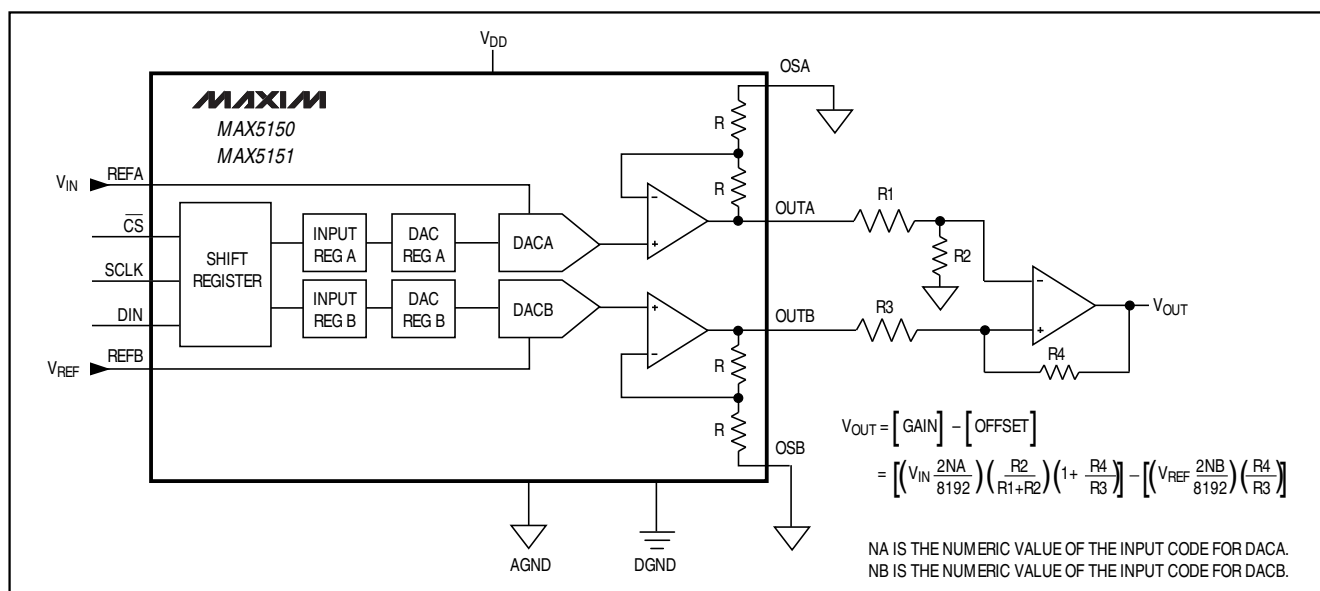 V_DD
OSA
MAXIM
MAX5150
MAX5151
R
V_IN
REFA
R
CS
SCLK
DIN
SHIFT
REGISTER
INPUT
REG A
DAC
REG A
DACA
-
+
OUTA
R1
R2
INPUT
REG B
DAC
REG B
DACB
+
-
OUTB
R3
-
+
V_OUT
R4
V_REF
REFB
R
R
OSB
V_OUT = [GAIN] – [OFFSET]
= [(V_IN 2NA/8192)(R2/R1+R2)(1+ R4/R3)] – [(V_REF 2NB/8192)(R4/R3)]
AGND
DGND
NA IS THE NUMERIC VALUE OF THE INPUT CODE FOR DACA.
NB IS THE NUMERIC VALUE OF THE INPUT CODE FOR DACB.